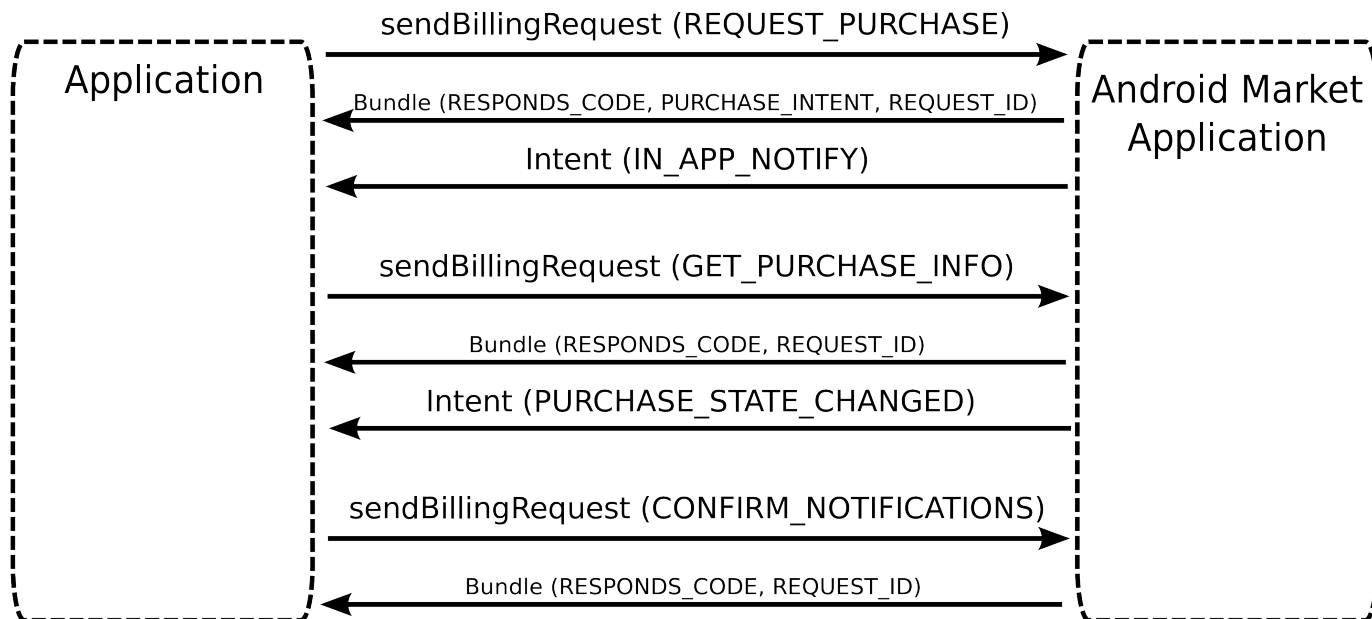 sendBillingRequest (REQUEST_PURCHASE)
Application
Android Market
Application
Bundle (RESPONDS_CODE, PURCHASE_INTENT, REQUEST_ID)
Intent (IN_APP_NOTIFY)
sendBillingRequest (GET_PURCHASE_INFO)
Bundle (RESPONDS_CODE, REQUEST_ID)
Intent (PURCHASE_STATE_CHANGED)
sendBillingRequest (CONFIRM_NOTIFICATIONS)
Bundle (RESPONDS_CODE, REQUEST_ID)